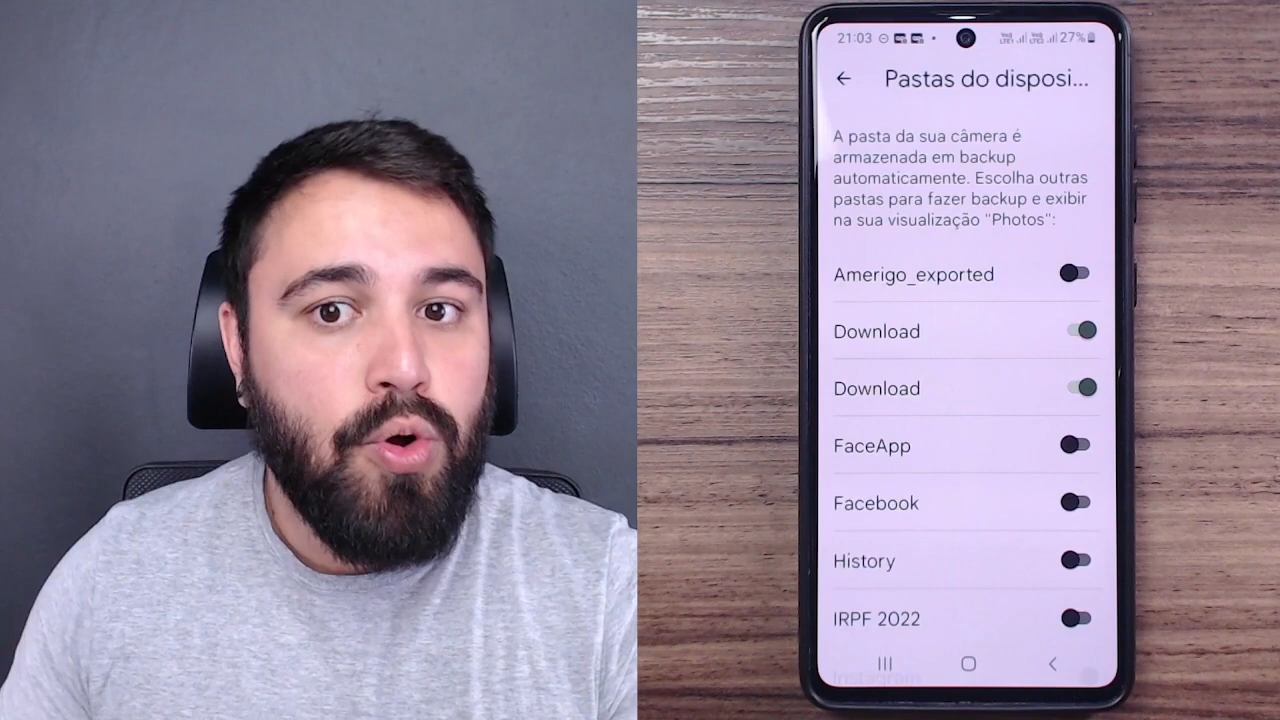 21:03
27%
Pastas do disposi...
A pasta da sua câmera é
armazenada em backup
automaticamente. Escolha outras
pastas para fazer backup e exibir
na sua visualização "Photos":
Amerigo_exported
Download
Download
FaceApp
Facebook
History
IRPF 2022
Instagram